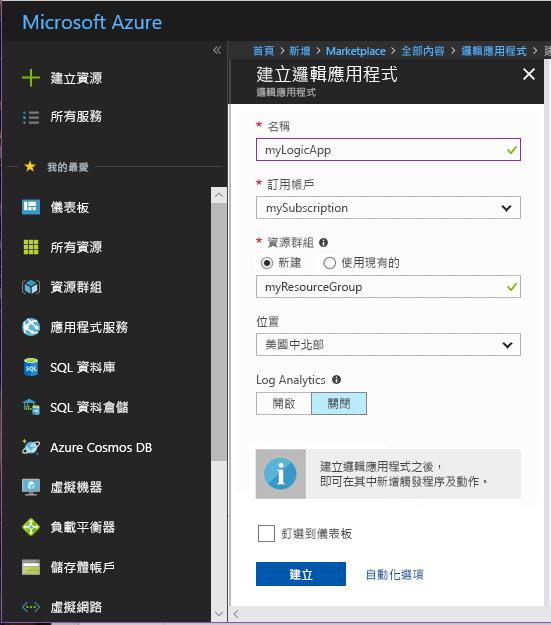 Microsoft Azure
建立資源
所有服務
我的最愛
儀表板
所有資源
資源群組
應用程式服務
SQL 資料庫
SQL 資料倉儲
Azure Cosmos DB
虛擬機器
負載平衡器
儲存體帳戶
虛擬網路
首頁 > 新增 > Marketplace > 全部內容 > 邏輯應用程式 > 建
建立邏輯應用程式
邏輯應用程式
* 名稱
myLogicApp
* 訂用帳戶
mySubscription
* 資源群組
新建 使用現有的
myResourceGroup
位置
美國中北部
Log Analytics
開啟 關閉
建立邏輯應用程式之後，
即可在其中新增觸發程序及動作。
釘選到儀表板
建立 自動化選項